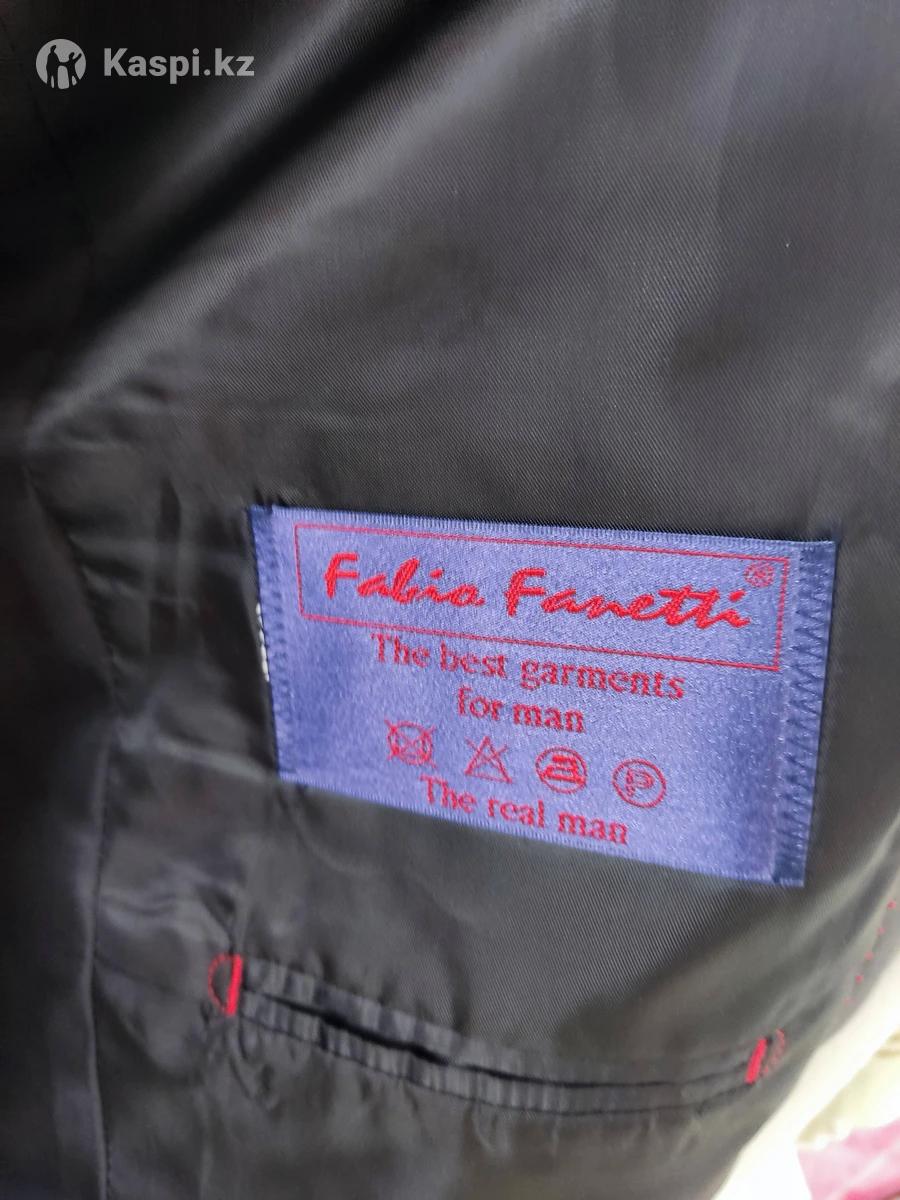 Kaspi.kz
Fabio Fanetti ®
The best garments
for man
P
The real man